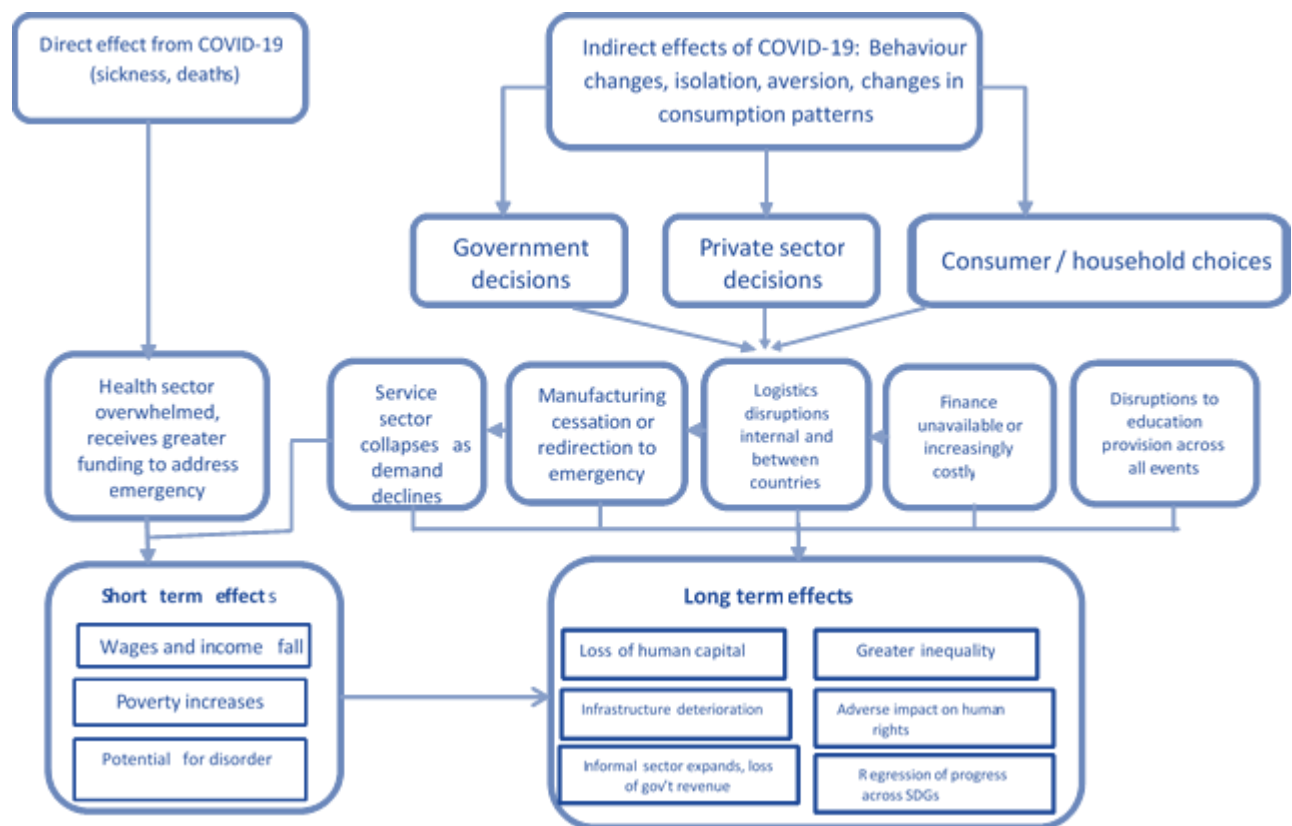 Direct effect from COVID-19
(sickness, deaths)
Indirect effects of COVID-19: Behaviour
changes, isolation, aversion, changes in
consumption patterns
Government
decisions
Private sector
decisions
Consumer / household choices
Health sector
overwhelmed,
receives greater
funding to address
emergency
Service
sector
collapses as
demand
declines
Manufacturing
cessation or
redirection to
emergency
Logistics
disruptions
internal and
between
countries
Finance
unavailable or
increasingly
costly
Disruptions to
education
provision across
all events
Short term effects
Wages and income fall
Poverty increases
Potential for disorder
Long term effects
Loss of human capital
Greater inequality
Infrastructure deterioration
Adverse impact on human
rights
Informal sector expands, loss
of gov't revenue
Regression of progress
across SDGs